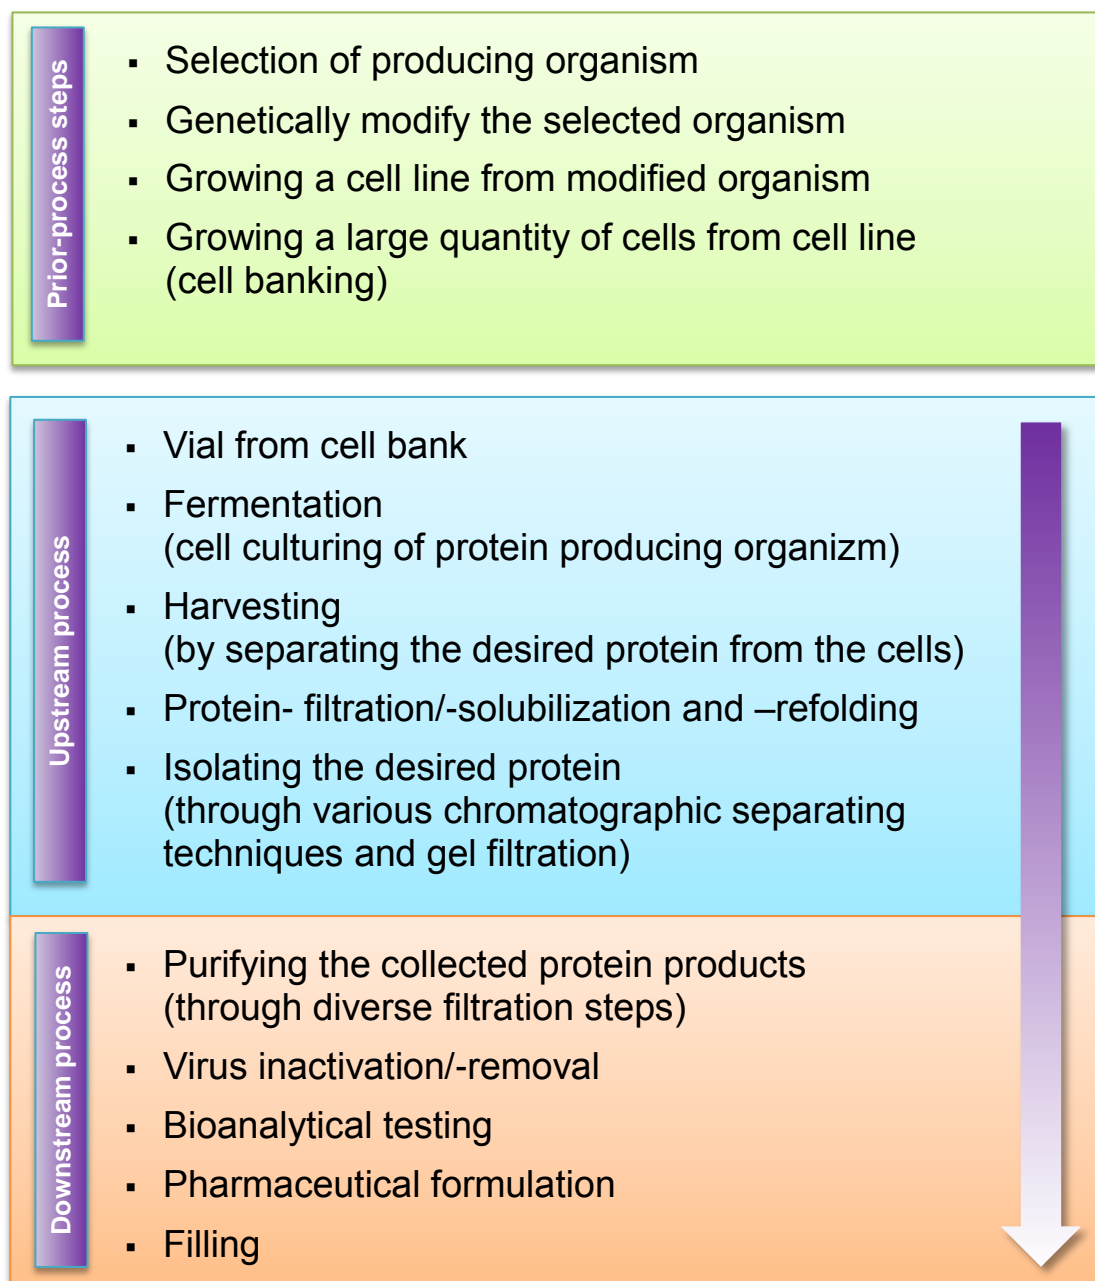 Prior-process steps
▪ Selection of producing organism
▪ Genetically modify the selected organism
▪ Growing a cell line from modified organism
▪ Growing a large quantity of cells from cell line
(cell banking)
Upstream process
▪ Vial from cell bank
▪ Fermentation
(cell culturing of protein producing organizm)
▪ Harvesting
(by separating the desired protein from the cells)
▪ Protein- filtration/-solubilization and –refolding
▪ Isolating the desired protein
(through various chromatographic separating
techniques and gel filtration)
Downstream process
▪ Purifying the collected protein products
(through diverse filtration steps)
▪ Virus inactivation/-removal
▪ Bioanalytical testing
▪ Pharmaceutical formulation
▪ Filling